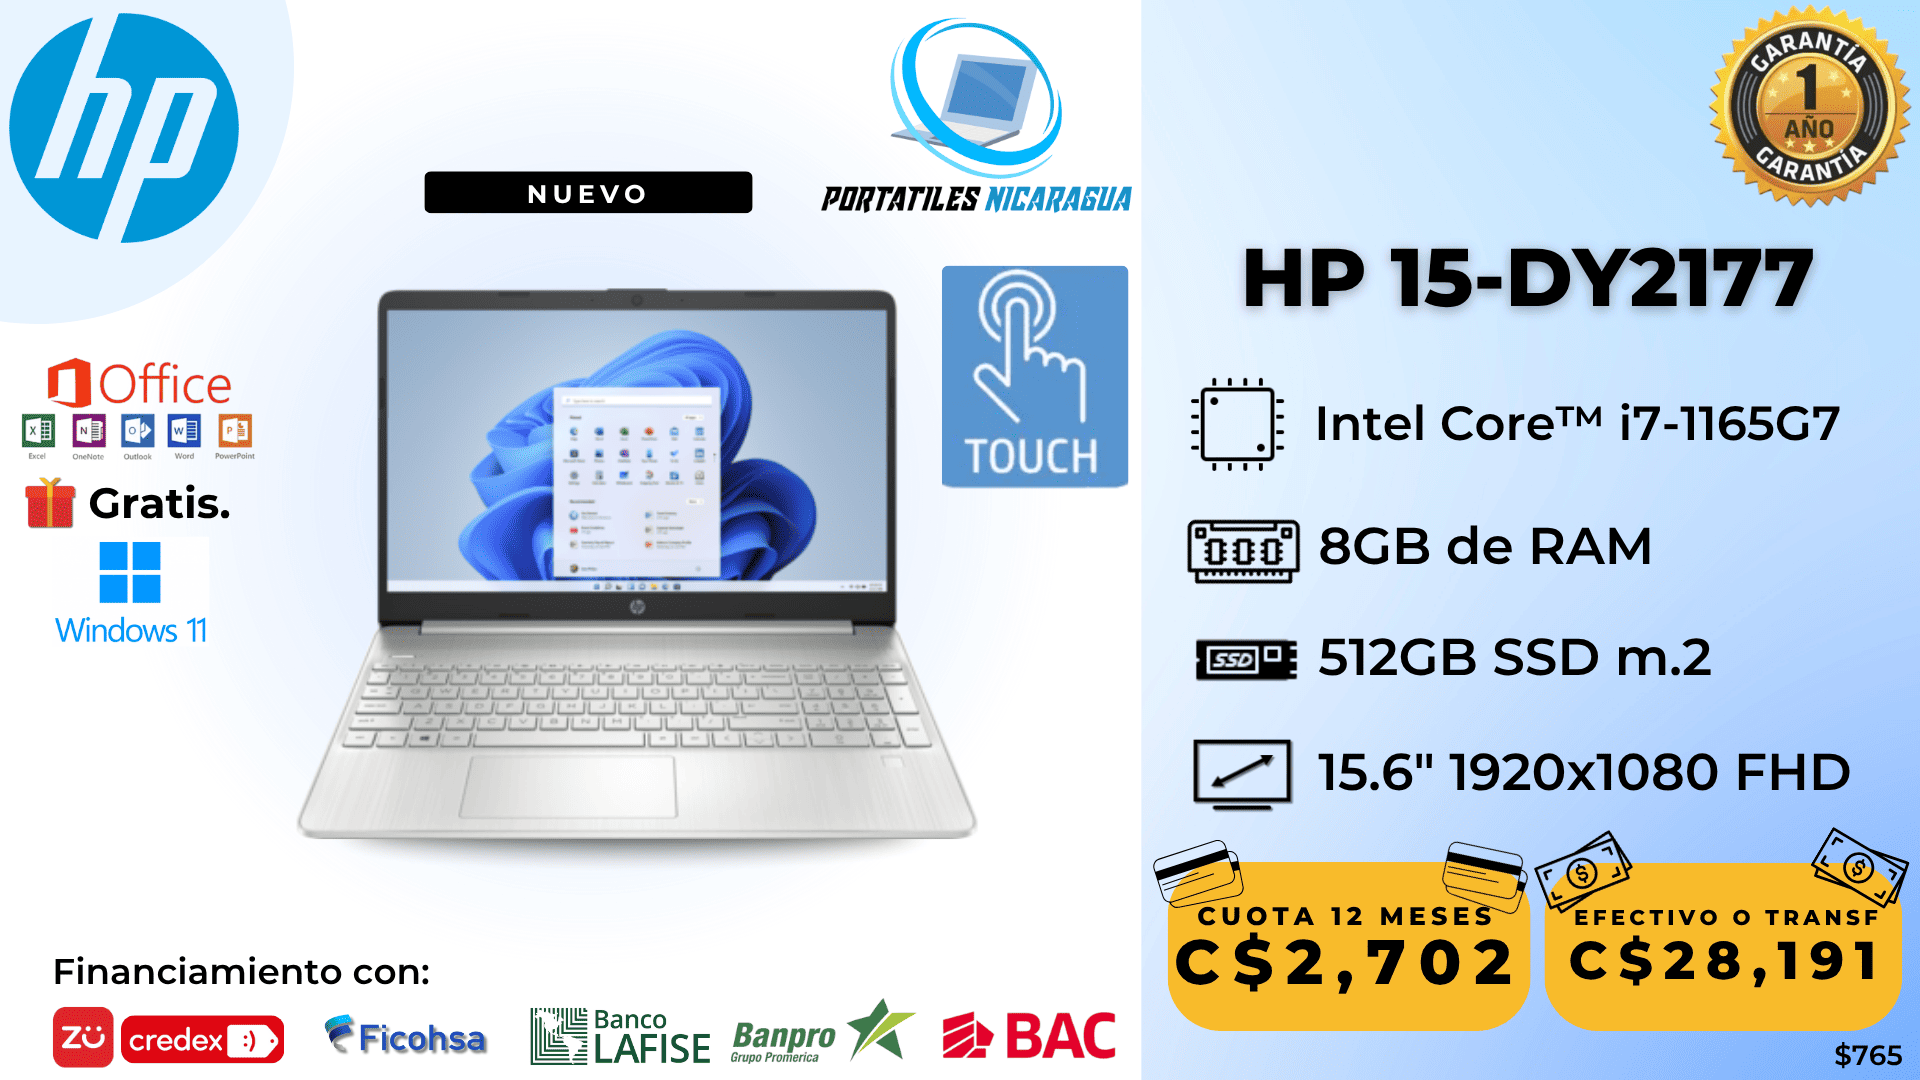 hp
NUEVO
PORTATILES NICARAGUA
GARANTÍA
1
AÑO
GARANTÍA
TOUCH
Office
Excel
OneNote
Outlook
Word
PowerPoint
Gratis.
Windows 11
HP 15-DY2177
Intel Core™ i7-1165G7
8GB de RAM
SSD
512GB SSD m.2
15.6" 1920x1080 FHD
CUOTA 12 MESES
C$2,702
EFECTIVO O TRANSF
C$28,191
$765
Financiamiento con:
zü
credex :)
Ficohsa
Banco
LAFISE
Banpro
Grupo Promerica
BAC